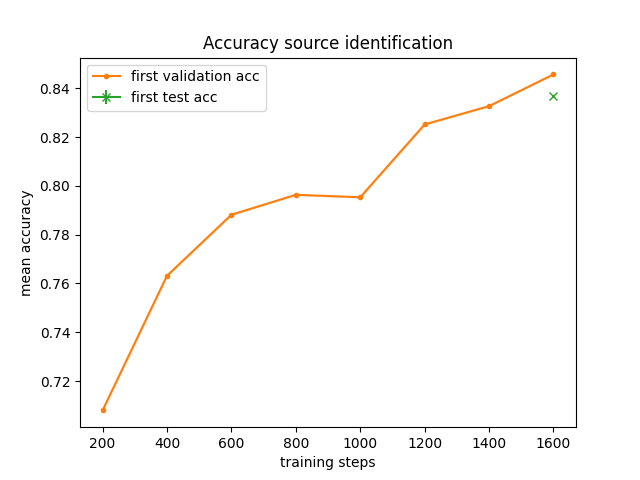 Accuracy source identification
first validation acc
first test acc
mean accuracy
0.84
0.82
0.80
0.78
0.76
0.74
0.72
200 400 600 800 1000 1200 1400 1600
training steps